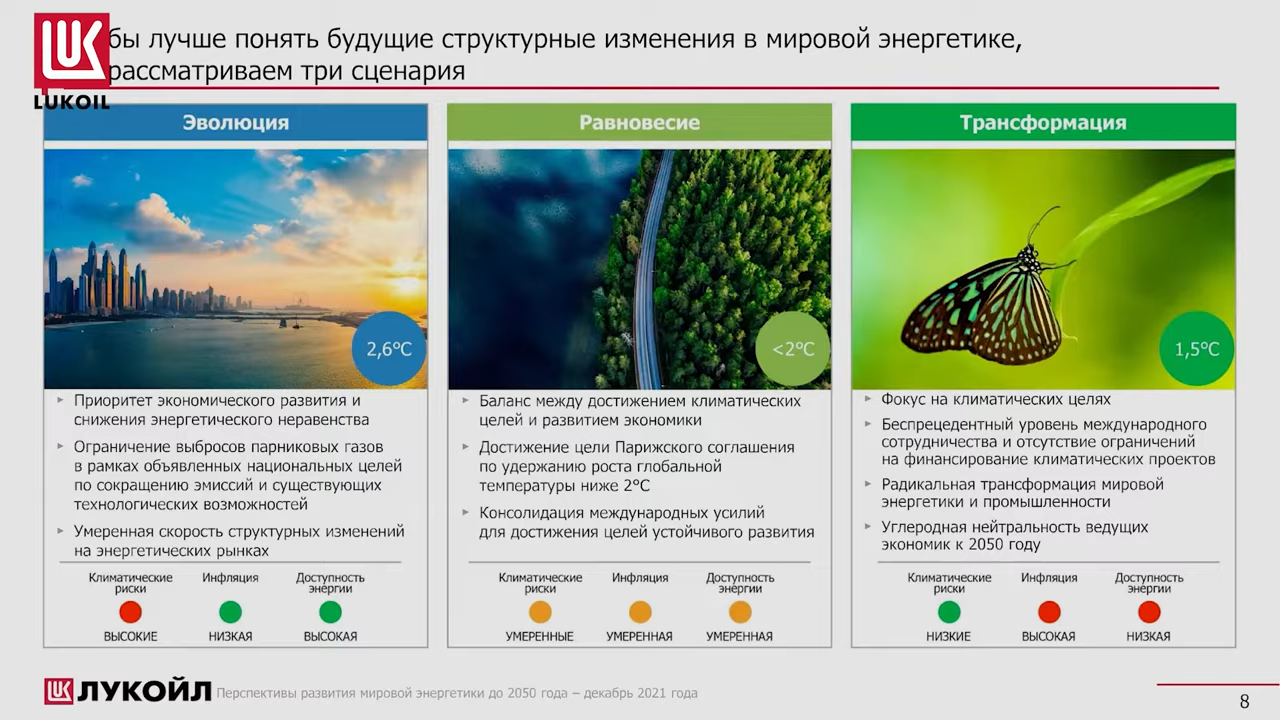 LUK
LUKOIL
бы лучше понять будущие структурные изменения в мировой энергетике,
рассматриваем три сценария
Эволюция
2,6°C
Приоритет экономического развития и
снижения энергетического неравенства
Ограничение выбросов парниковых газов
в рамках объявленных национальных целей
по сокращению эмиссий и существующих
технологических возможностей
Умеренная скорость структурных изменений
на энергетических рынках
Климатические
риски
Инфляция
Доступность
энергии
ВЫСОКИЕ
НИЗКАЯ
ВЫСОКАЯ
Равновесие
<2°C
Баланс между достижением климатических
целей и развитием экономики
Достижение цели Парижского соглашения
по удержанию роста глобальной
температуры ниже 2°C
Консолидация международных усилий
для достижения целей устойчивого развития
Климатические
риски
Инфляция
Доступность
энергии
УМЕРЕННЫЕ
УМЕРЕННАЯ
УМЕРЕННАЯ
Трансформация
1,5°C
Фокус на климатических целях
Беспрецедентный уровень международного
сотрудничества и отсутствие ограничений
на финансирование климатических проектов
Радикальная трансформация мировой
энергетики и промышленности
Углеродная нейтральность ведущих
экономик к 2050 году
Климатические
риски
Инфляция
Доступность
энергии
НИЗКИЕ
ВЫСОКАЯ
НИЗКАЯ
LUK
ЛУКОЙЛ
Перспективы развития мировой энергетики до 2050 года – декабрь 2021 года
8